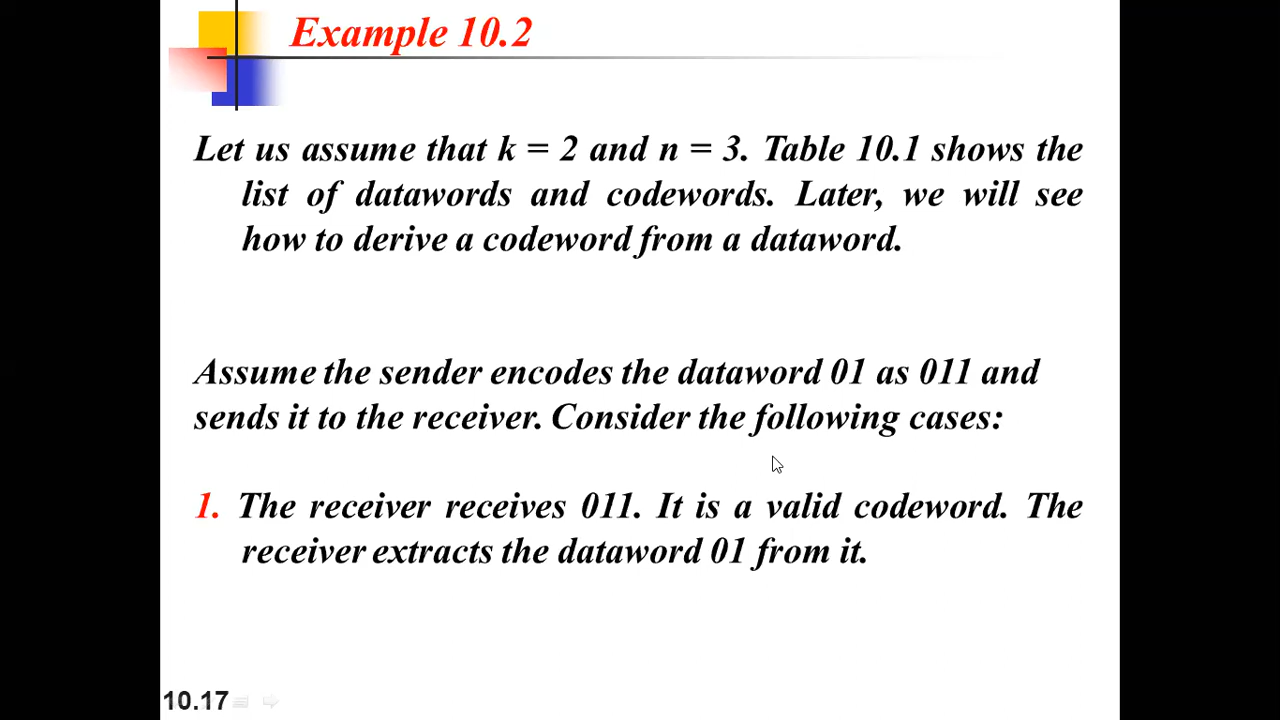 Example 10.2
Let us assume that k = 2 and n = 3. Table 10.1 shows the
list of datawords and codewords. Later, we will see
how to derive a codeword from a dataword.
Assume the sender encodes the dataword 01 as 011 and
sends it to the receiver. Consider the following cases:
1. The receiver receives 011. It is a valid codeword. The
receiver extracts the dataword 01 from it.
10.17